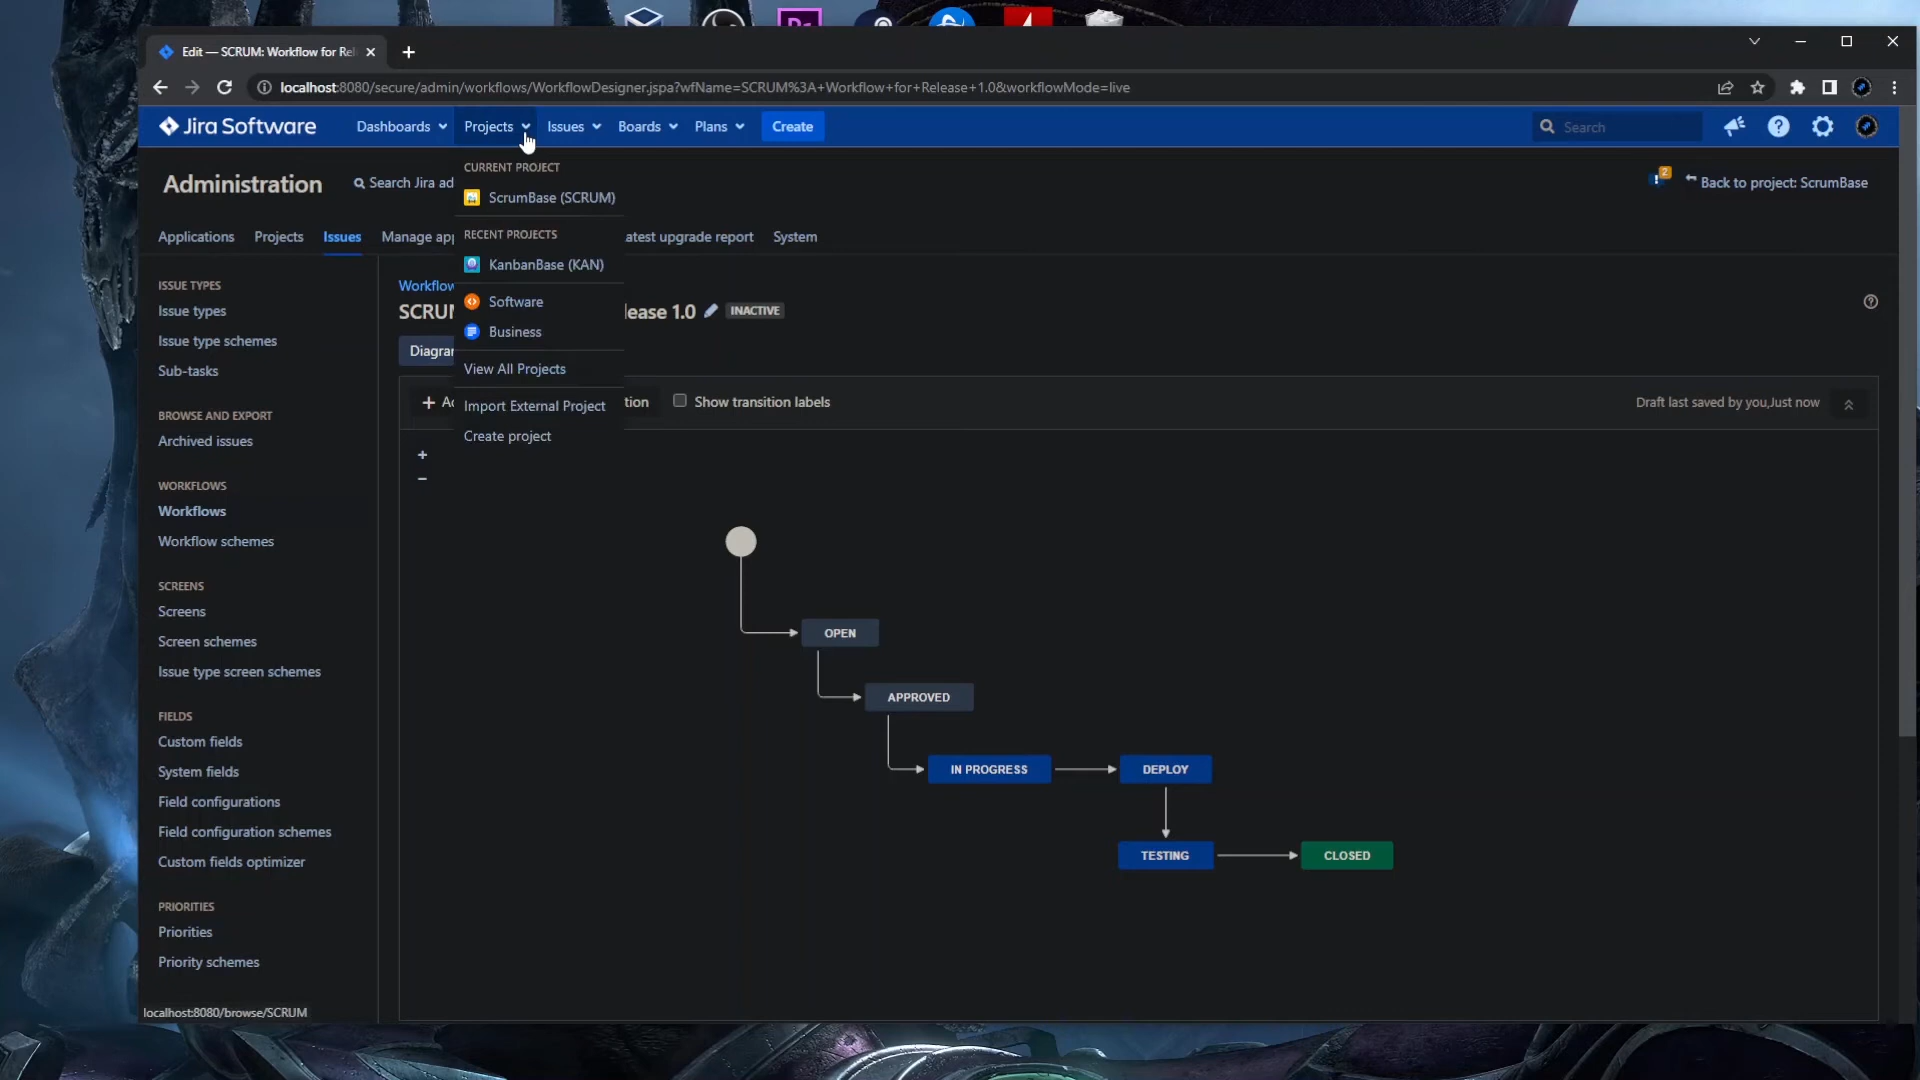 Edit — SCRUM: Workflow for Rel
localhost:8080/secure/admin/workflows/WorkflowDesigner.jspa?wfName=SCRUM%3A+Workflow+for+Release+1.0&workflowMode=live
Jira Software
Dashboards
Projects
Issues
Boards
Plans
Create
Search
Administration
Search Jira ad
CURRENT PROJECT
ScrumBase (SCRUM)
RECENT PROJECTS
KanbanBase (KAN)
Software
Business
View All Projects
Import External Project
Create project
2
Back to project: ScrumBase
Applications
Projects
Issues
Manage app
atest upgrade report
System
ISSUE TYPES
Issue types
Issue type schemes
Sub-tasks
BROWSE AND EXPORT
Archived issues
WORKFLOWS
Workflows
Workflow schemes
SCREENS
Screens
Screen schemes
Issue type screen schemes
FIELDS
Custom fields
System fields
Field configurations
Field configuration schemes
Custom fields optimizer
PRIORITIES
Priorities
Priority schemes
localhost:8080/browse/SCRUM
Workflow
SCRUM
lease 1.0
INACTIVE
Diagran
+ Ad
tion
Show transition labels
Draft last saved by you,Just now
+
−
OPEN
APPROVED
IN PROGRESS
DEPLOY
TESTING
CLOSED